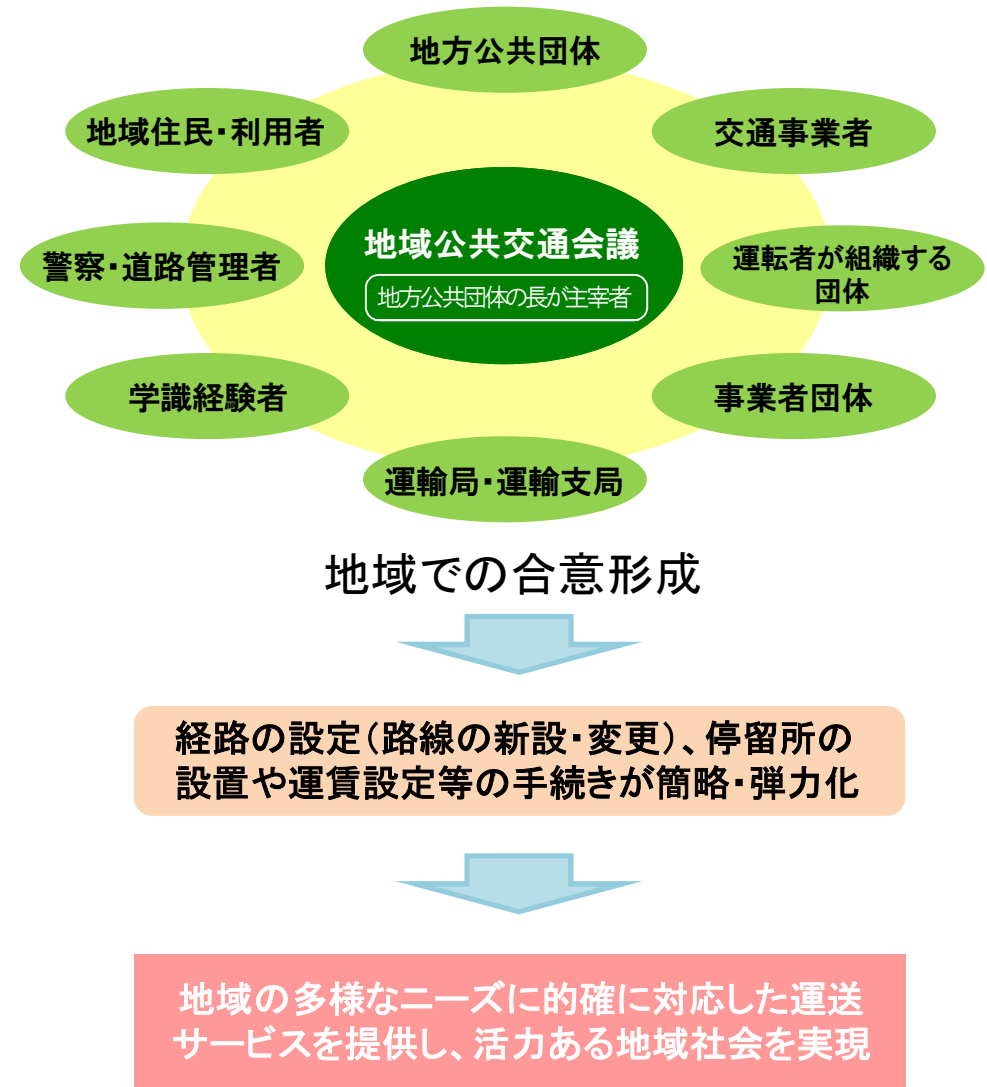 地方公共団体
地域住民・利用者
交通事業者
地域公共交通会議
地方公共団体の長が主宰者
警察・道路管理者
運転者が組織する
団体
学識経験者
事業者団体
運輸局・運輸支局
地域での合意形成
経路の設定(路線の新設・変更)、停留所の
設置や運賃設定等の手続きが簡略・弾力化
地域の多様なニーズに的確に対応した運送
サービスを提供し、活力ある地域社会を実現